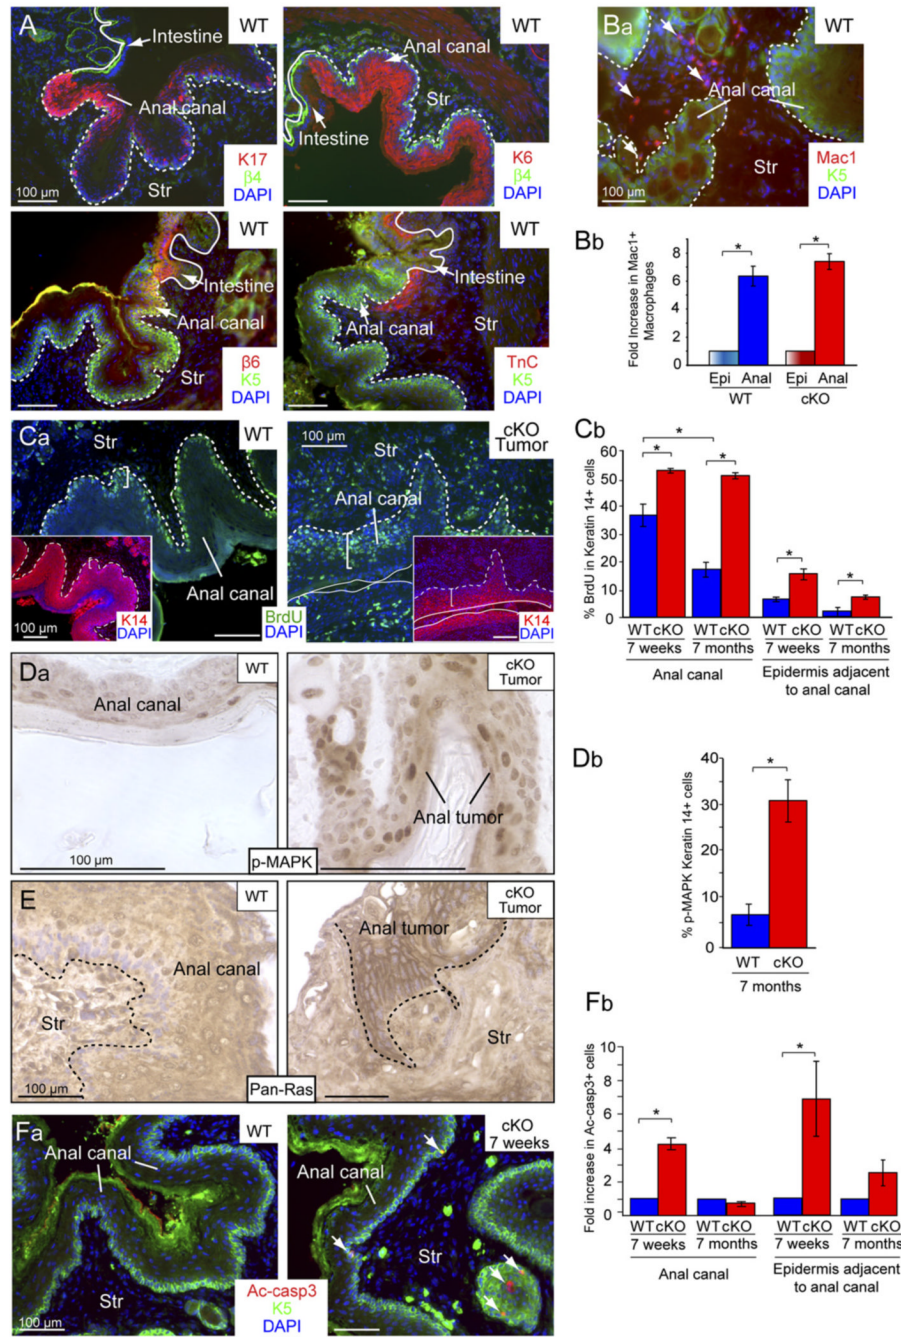 A
WT
Intestine
Anal canal
Str
100 µm
K17
β4
DAPI
WT
Anal canal
Str
Intestine
K6
β4
DAPI
WT
Intestine
Anal canal
Str
β6
K5
DAPI
WT
Intestine
Anal canal
Str
TnC
K5
DAPI
Ba
WT
Anal canal
Str
100 µm
Mac1
K5
DAPI
Bb
Fold Increase in Mac1+
Macrophages
8
6
4
2
0
*
*
Epi Anal Epi Anal
WT cKO
Ca
Str
WT
Anal canal
100 µm
K14
DAPI
BrdU
DAPI
100 µm
cKO
Tumor
Str
Anal canal
K14
DAPI
Cb
% BrdU in Keratin 14+ cells
60
50
40
30
20
10
0
*
*
*
*
*
WT cKO WT cKO WT cKO WT cKO
7 weeks 7 months 7 weeks 7 months
Anal canal Epidermis adjacent
to anal canal
Da
WT
Anal canal
100 µm
p-MAPK
cKO
Tumor
Anal tumor
Db
% p-MAPK Keratin 14+ cells
40
30
20
10
0
*
WT cKO
7 months
E
WT
Anal canal
Str
100 µm
Pan-Ras
cKO
Tumor
Anal tumor
Str
Fa
WT
Anal canal
Str
100 µm
Ac-casp3
K5
DAPI
cKO
7 weeks
Anal canal
Str
Fb
Fold increase in Ac-casp3+ cells
10
8
6
4
2
0
*
*
WT cKO WT cKO WT cKO WT cKO
7 weeks 7 months 7 weeks 7 months
Anal canal Epidermis adjacent
to anal canal